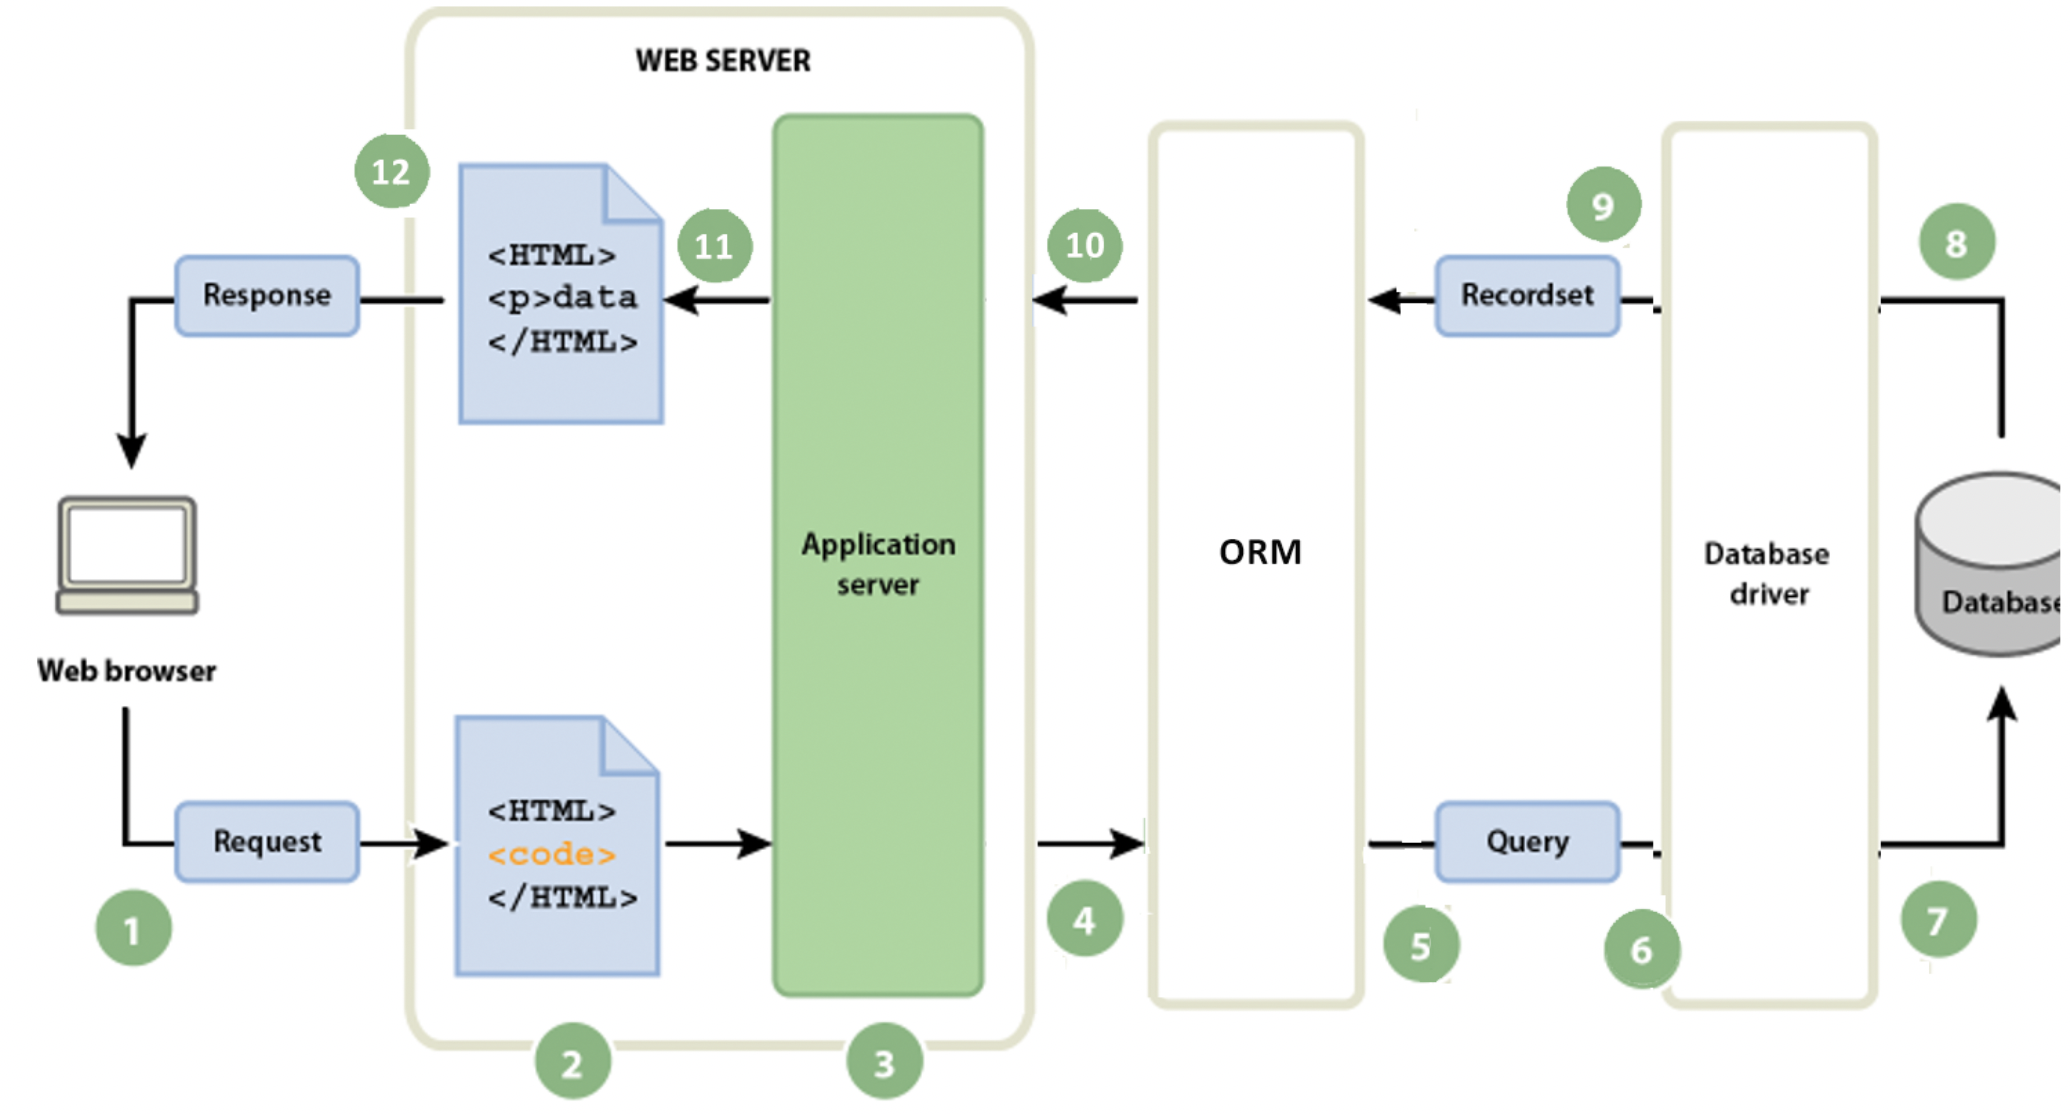 WEB SERVER
12
<HTML>
<p>data
</HTML>
11
10
9
8
Response
Recordset
Application
server
ORM
Database
driver
Database
Web browser
Request
<HTML>
<code>
</HTML>
Query
1
2
3
4
5
6
7